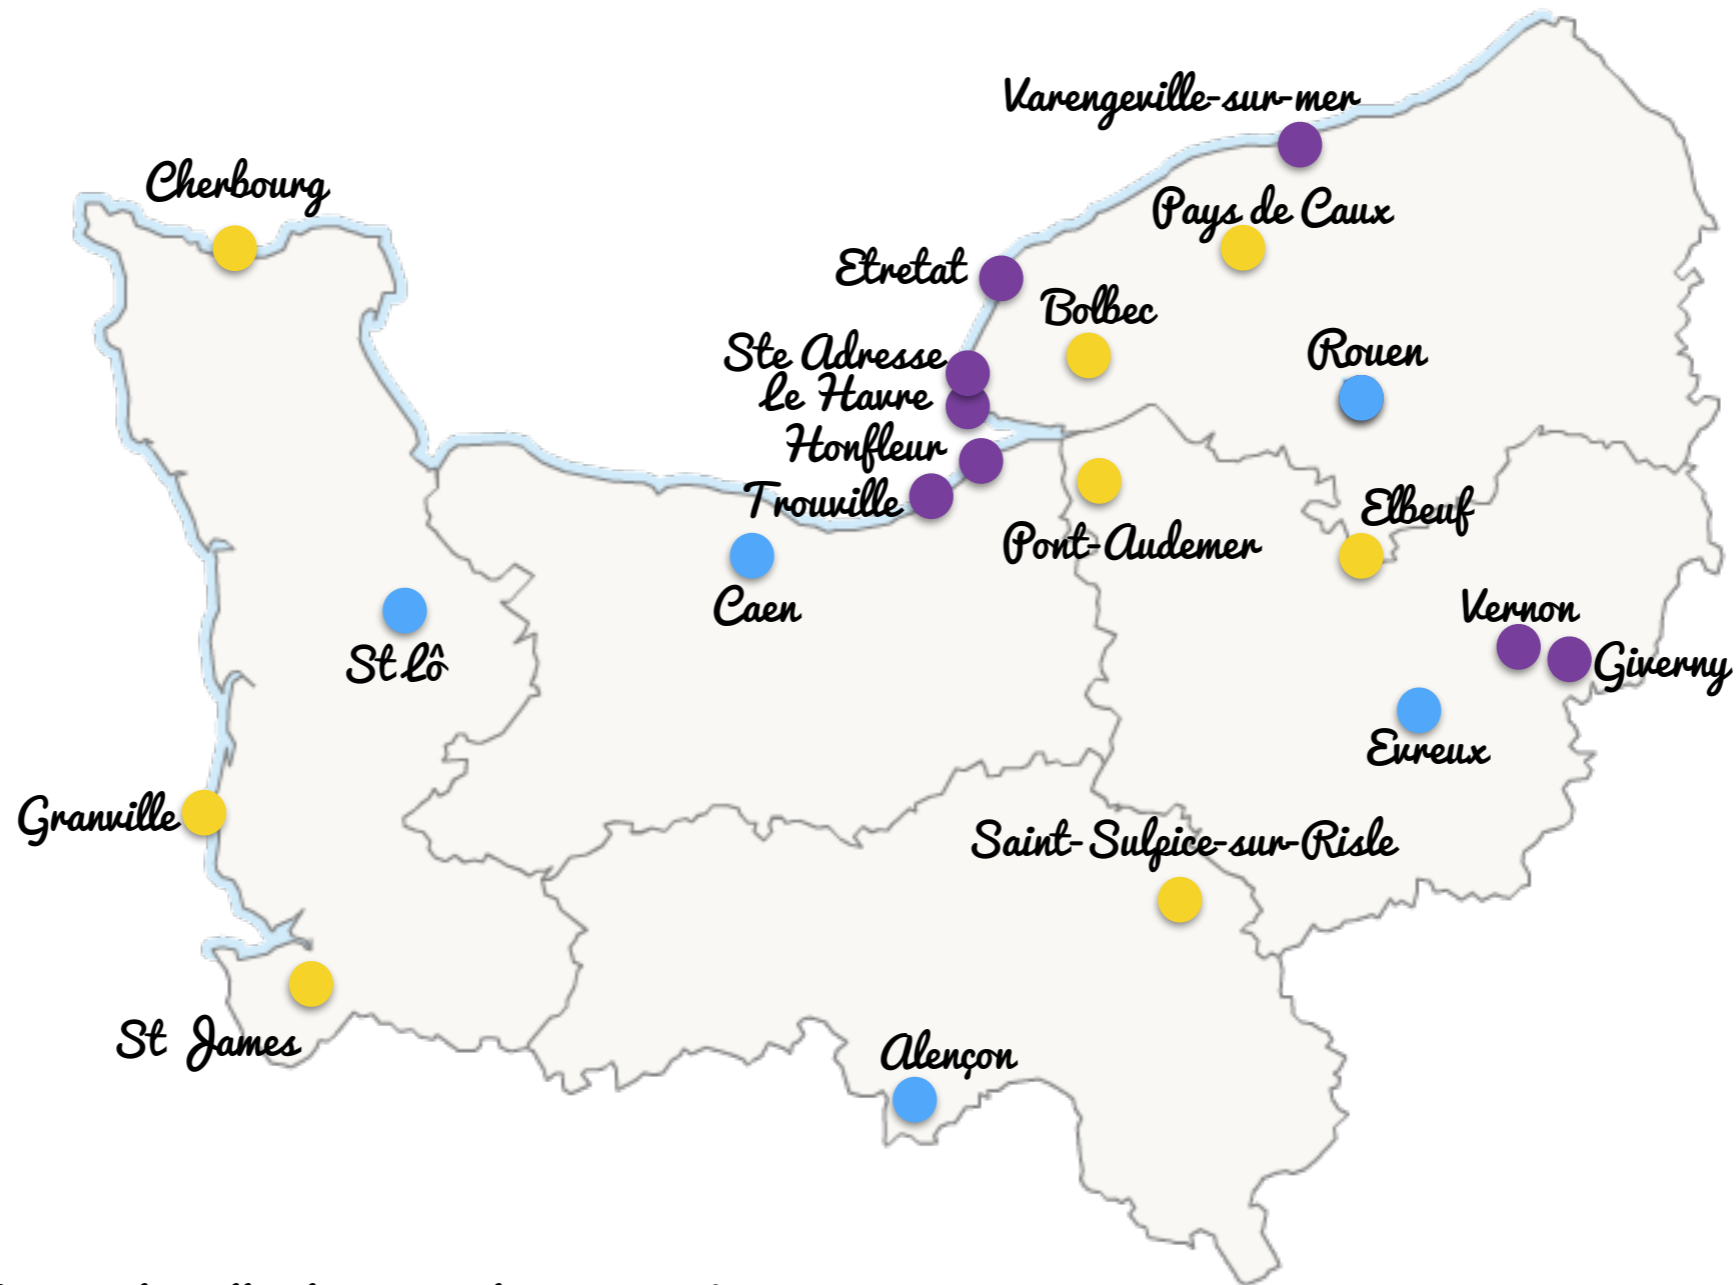 Varengeville-sur-mer
Cherbourg
Pays de Caux
Etretat
Bolbec
Ste Adresse
Rouen
Le Havre
Honfleur
Trouville
Elbeuf
Pont-Audemer
Caen
Vernon
St Lô
Giverny
Evreux
Granville
Saint-Sulpice-sur-Risle
St James
Alençon